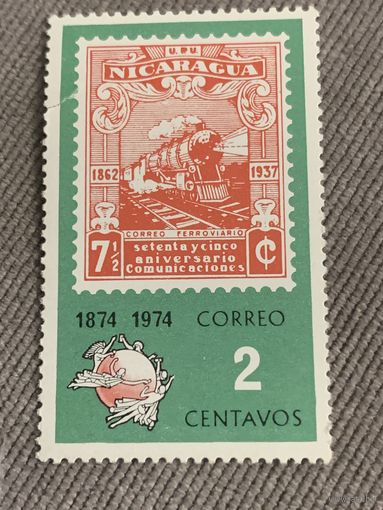 U.P.U.
NICARAGUA
1862 1937
CORREO FERROVIARIO
7½ setenta y cinco ¢
aniversario
Comunicaciones
1874 1974 CORREO
2
CENTAVOS